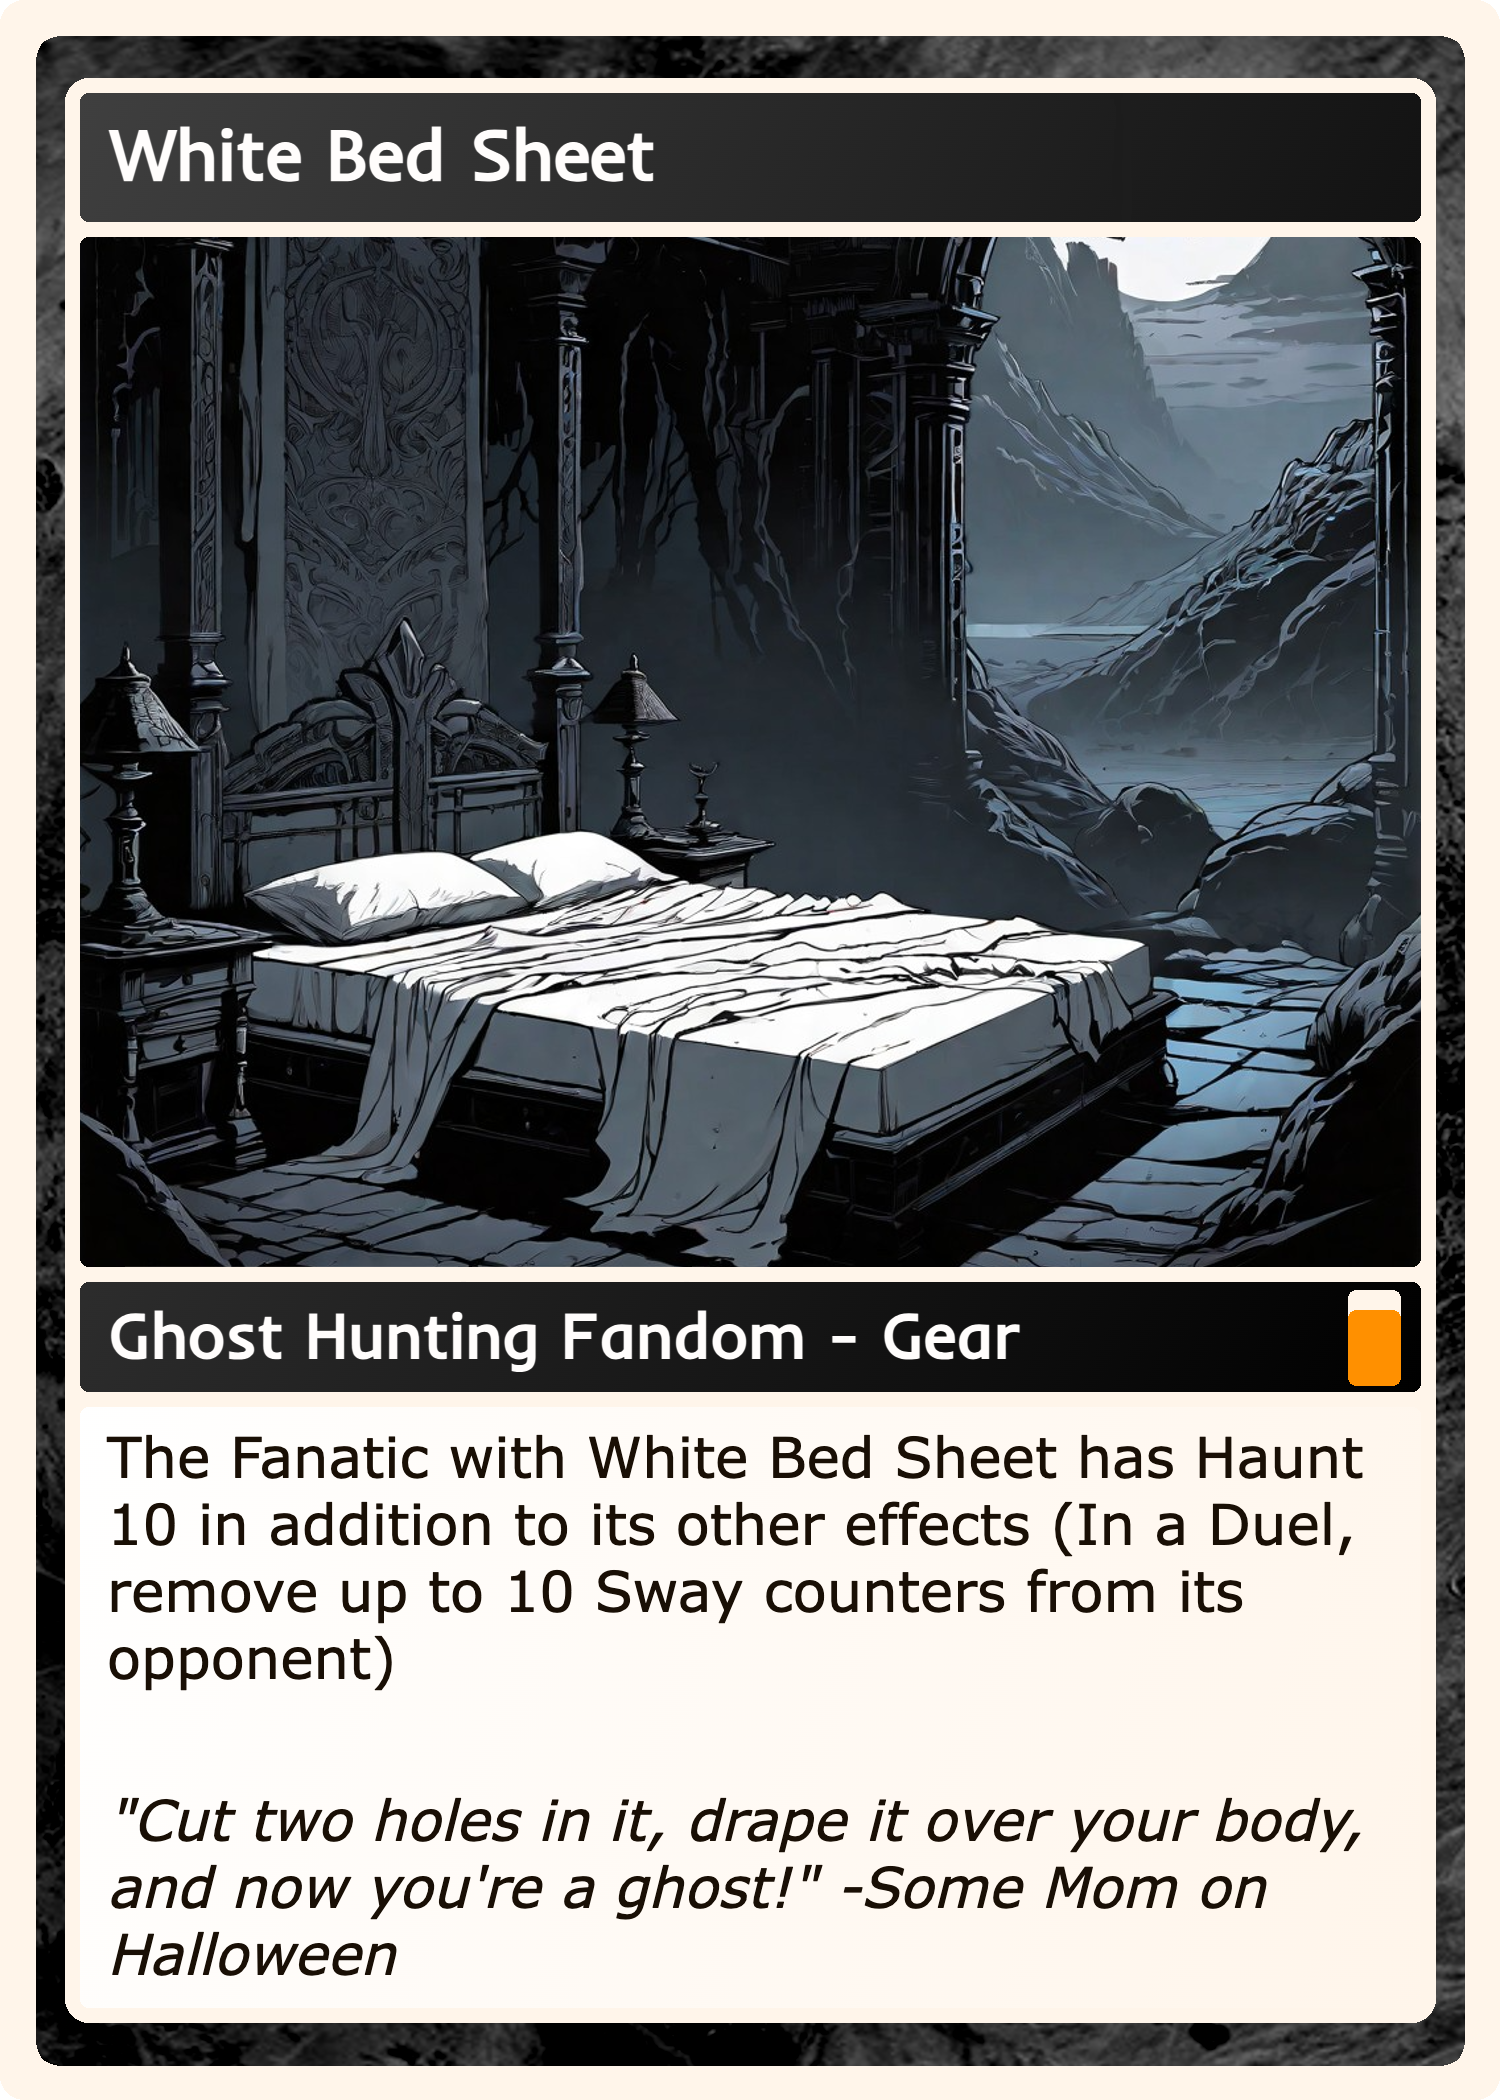 White Bed Sheet
Ghost Hunting Fandom - Gear
The Fanatic with White Bed Sheet has Haunt
10 in addition to its other effects (In a Duel,
remove up to 10 Sway counters from its
opponent)
"Cut two holes in it, drape it over your body,
and now you're a ghost!" -Some Mom on
Halloween